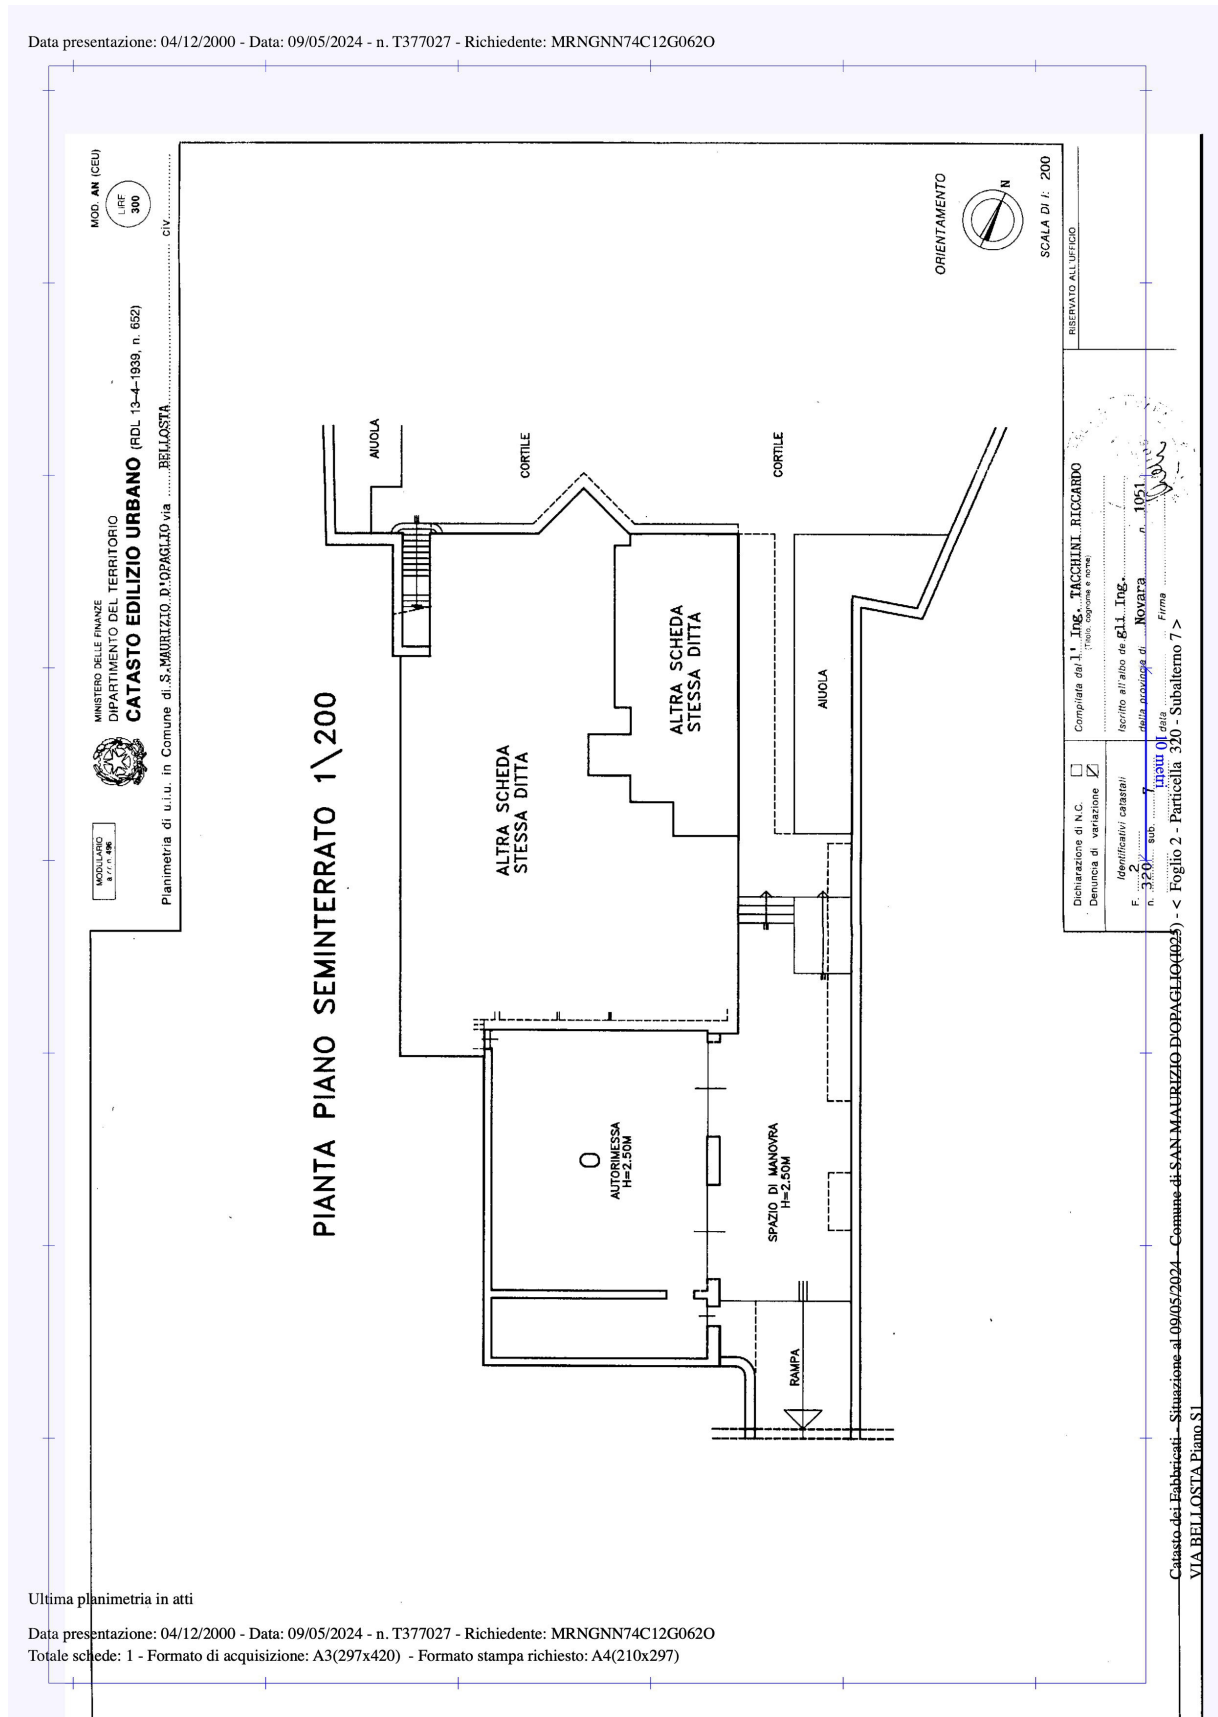 Data presentazione: 04/12/2000 - Data: 09/05/2024 - n. T377027 - Richiedente: MRNGNN74C12G062O
MODULARIO
n. 496
MINISTERO DELLE FINANZE
DIPARTIMENTO DEL TERRITORIO
CATASTO EDILIZIO URBANO (RDL 13-4-1939, n. 652)
MOD. AN (CEU)
LIRE
300
Planimetria di u.i.u. in Comune di S.MAURIZIO D'OPAGLIO via BELLOSTA civ.
PIANTA PIANO SEMINTERRATO 1\200
AIUOLA
CORTILE
CORTILE
ALTRA SCHEDA
STESSA DITTA
ALTRA SCHEDA
STESSA DITTA
AIUOLA
AUTORIMESSA
H=2.50M
SPAZIO DI MANOVRA
H=2.50M
RAMPA
ORIENTAMENTO
N
SCALA DI 1: 200
Dichiarazione di N.C.
Denuncia di variazione
Identificativi catastali
F. 2
n. 320 sub. 7
Compilata dal l'Ing. TACCHINI RICCARDO
(Titolo, cognome e nome)
Iscritto all'albo degli Ing.
della provincia di Novara n. 1051
data Firma
RISERVATO ALL'UFFICIO
10 metri
Catasto dei Fabbricati - Situazione al 09/05/2024 - Comune di SAN MAURIZIO D'OPAGLIO(I025) - < Foglio 2 - Particella 320 - Subalterno 7 >
VIA BELLOSTA Piano S1
Ultima planimetria in atti
Data presentazione: 04/12/2000 - Data: 09/05/2024 - n. T377027 - Richiedente: MRNGNN74C12G062O
Totale schede: 1 - Formato di acquisizione: A3(297x420) - Formato stampa richiesto: A4(210x297)